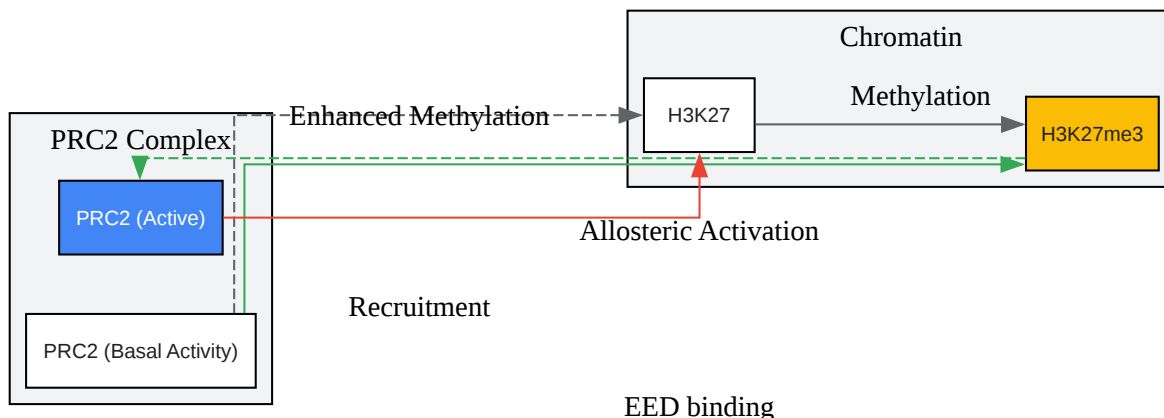 Chromatin
Methylation
H3K27
Enhanced Methylation
H3K27me3
PRC2 Complex
PRC2 (Active)
Allosteric Activation
Recruitment
PRC2 (Basal Activity)
EED binding